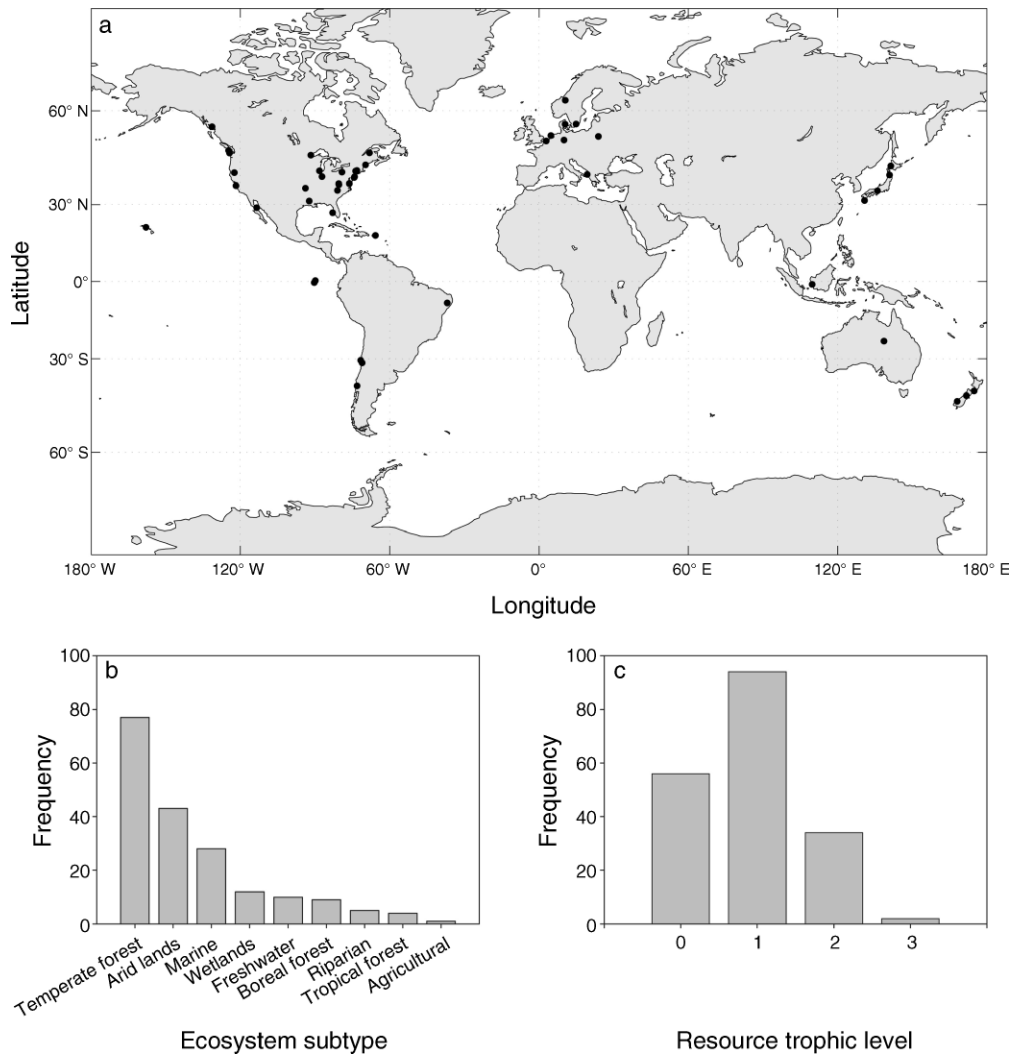 a
60° N
30° N
0°
30° S
60° S
Latitude
180° W
120° W
60° W
0°
60° E
120° E
180° E
Longitude
b
100
80
60
40
20
0
Frequency
Temperate forest
Arid lands
Marine
Wetlands
Freshwater
Boreal forest
Riparian
Tropical forest
Agricultural
Ecosystem subtype
c
100
80
60
40
20
0
Frequency
0
1
2
3
Resource trophic level